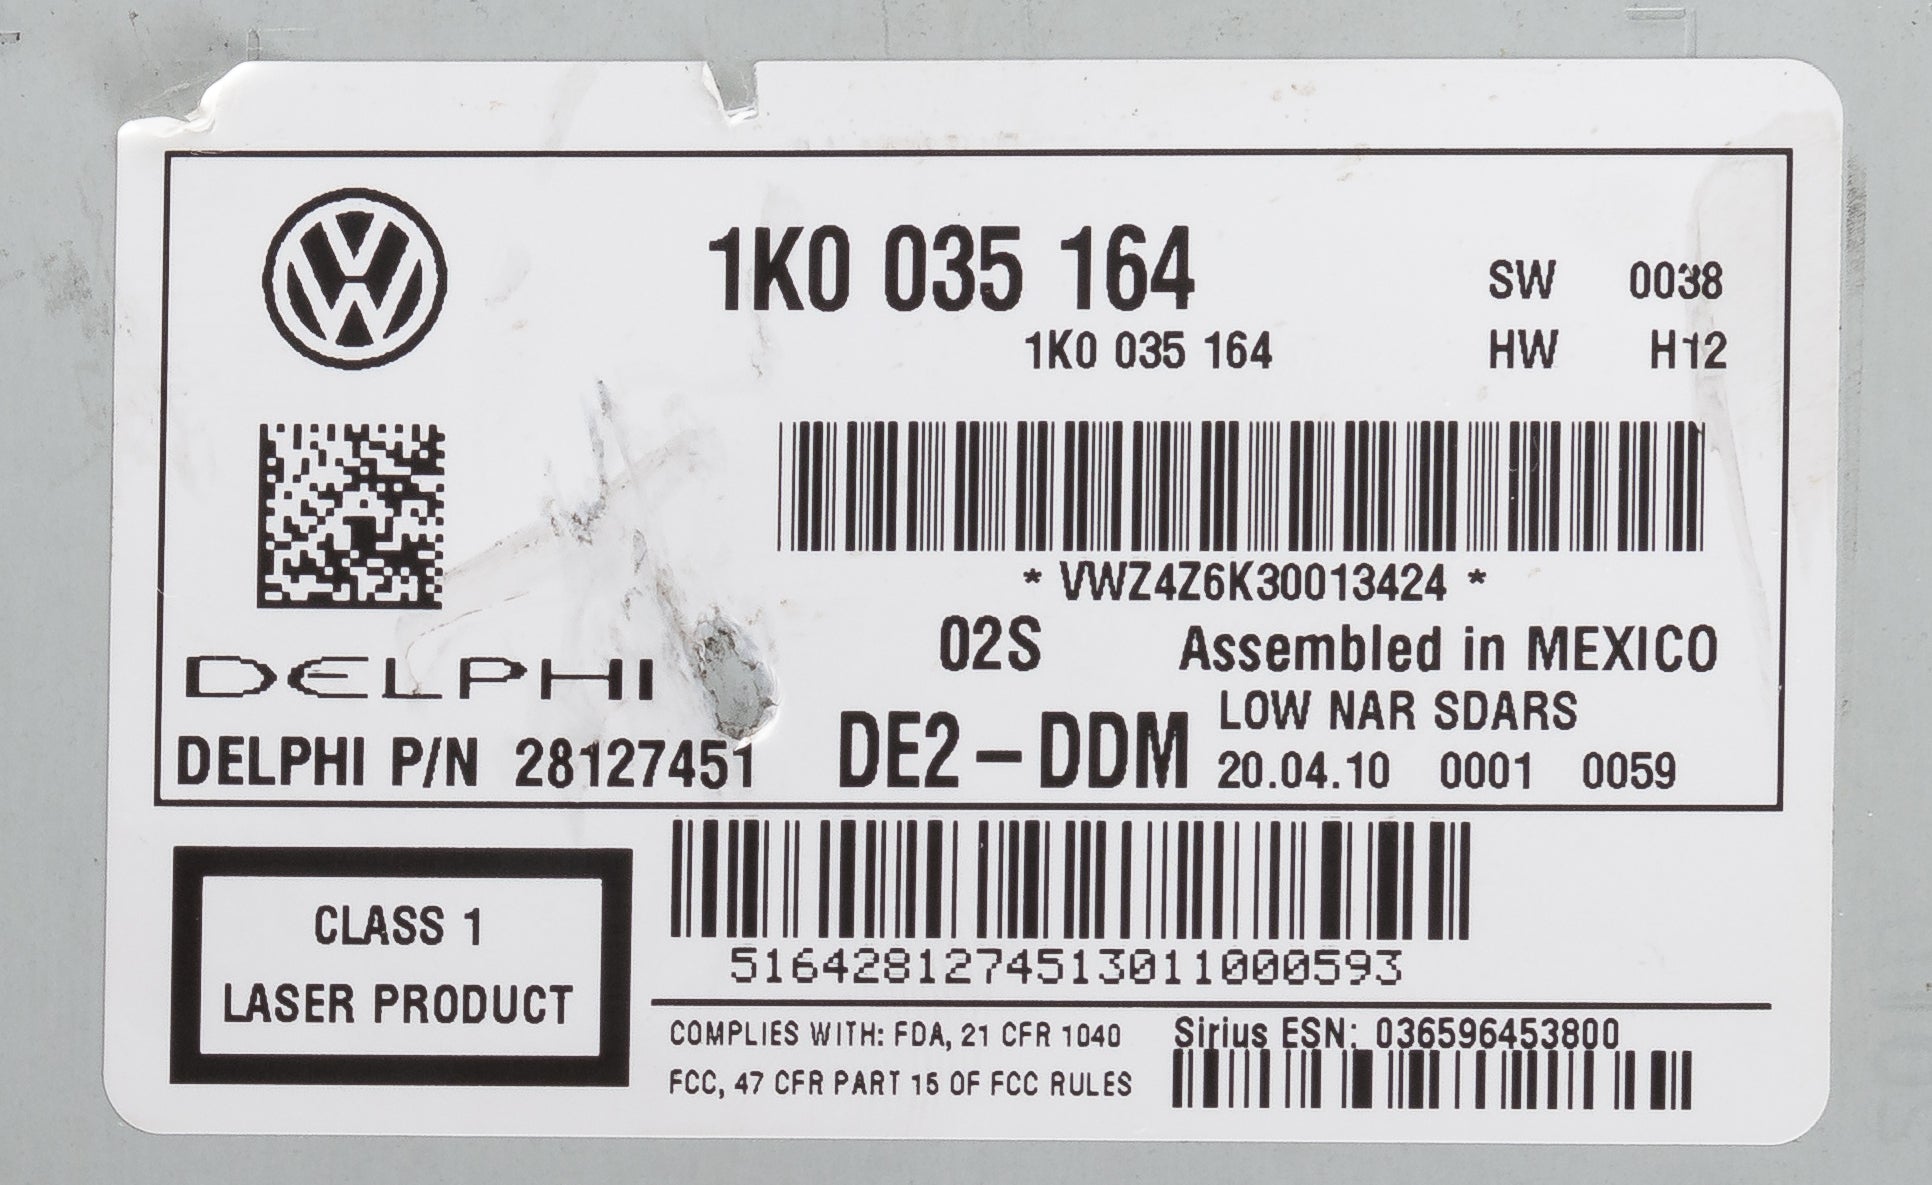 1K0 035 164 SW 0038
1K0 035 164 HW H12
* VWZ4Z6K30013424 *
02S Assembled in MEXICO
DELPHI
LOW NAR SDARS
DELPHI P/N 28127451 DE2-DDM 20.04.10 0001 0059
CLASS 1
LASER PRODUCT
5164281274513011000593
COMPLIES WITH: FDA, 21 CFR 1040
FCC, 47 CFR PART 15 OF FCC RULES
Sirius ESN: 036596453800